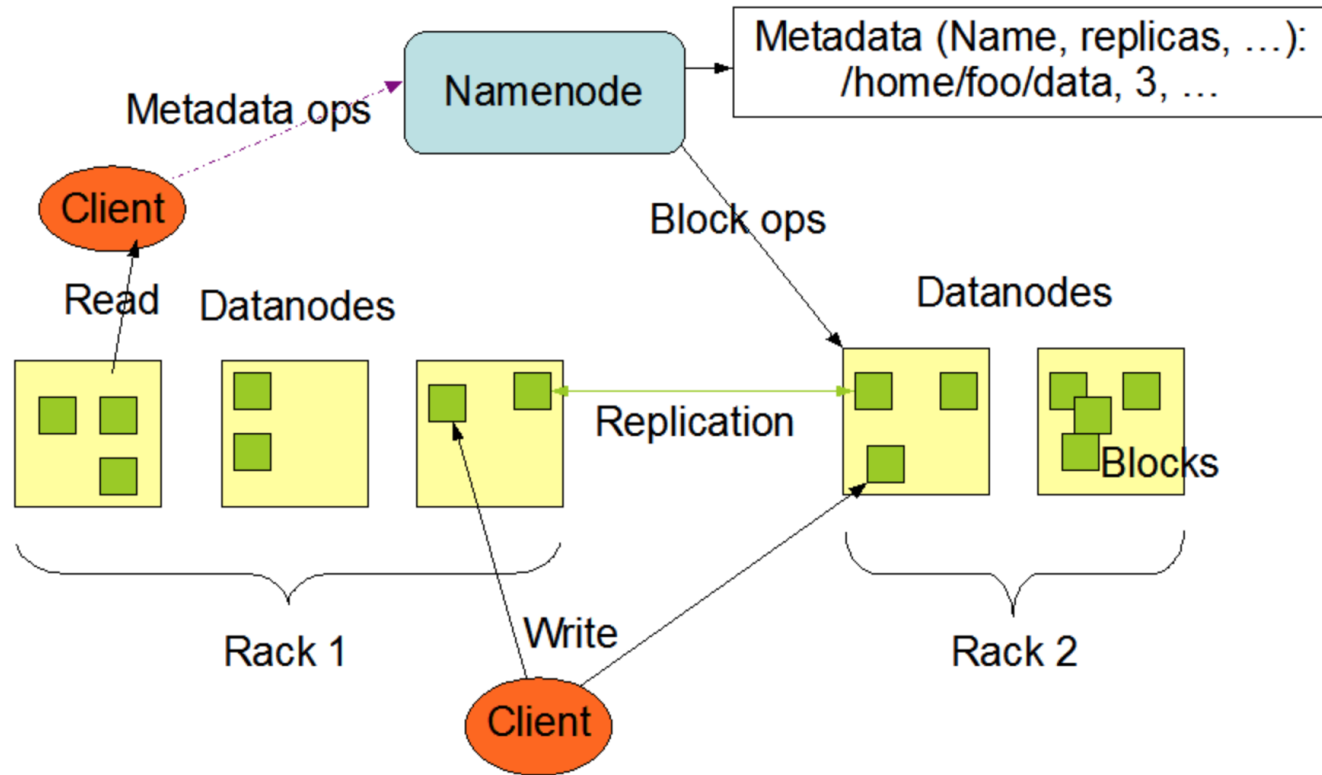 Metadata (Name, replicas, …):
/home/foo/data, 3, …
Namenode
Metadata ops
Client
Block ops
Read
Datanodes
Datanodes
Replication
Blocks
Rack 1
Write
Rack 2
Client